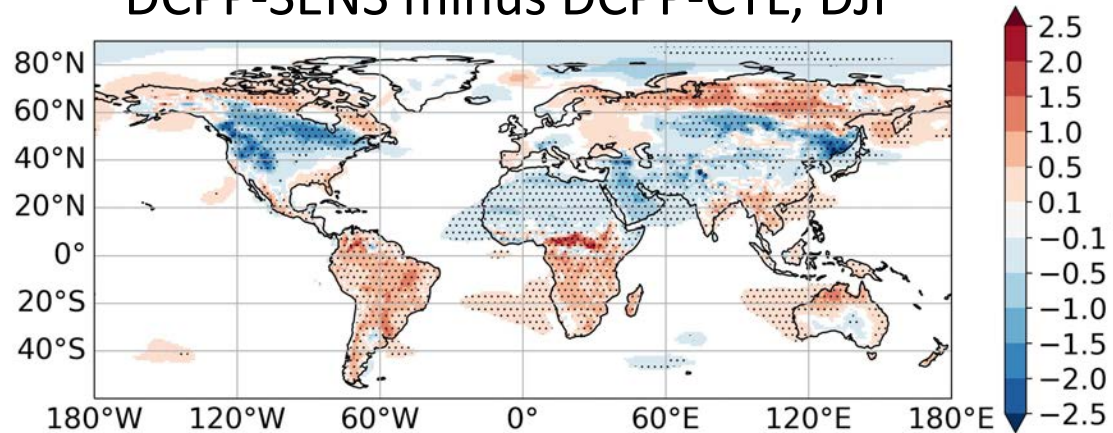 DCPP-SENS minus DCPP-CTL, DJF
80°N
60°N
40°N
20°N
0°
20°S
40°S
180°W 120°W 60°W 0° 60°E 120°E 180°E
2.5
2.0
1.5
1.0
0.5
0.1
−0.1
−0.5
−1.0
−1.5
−2.0
−2.5